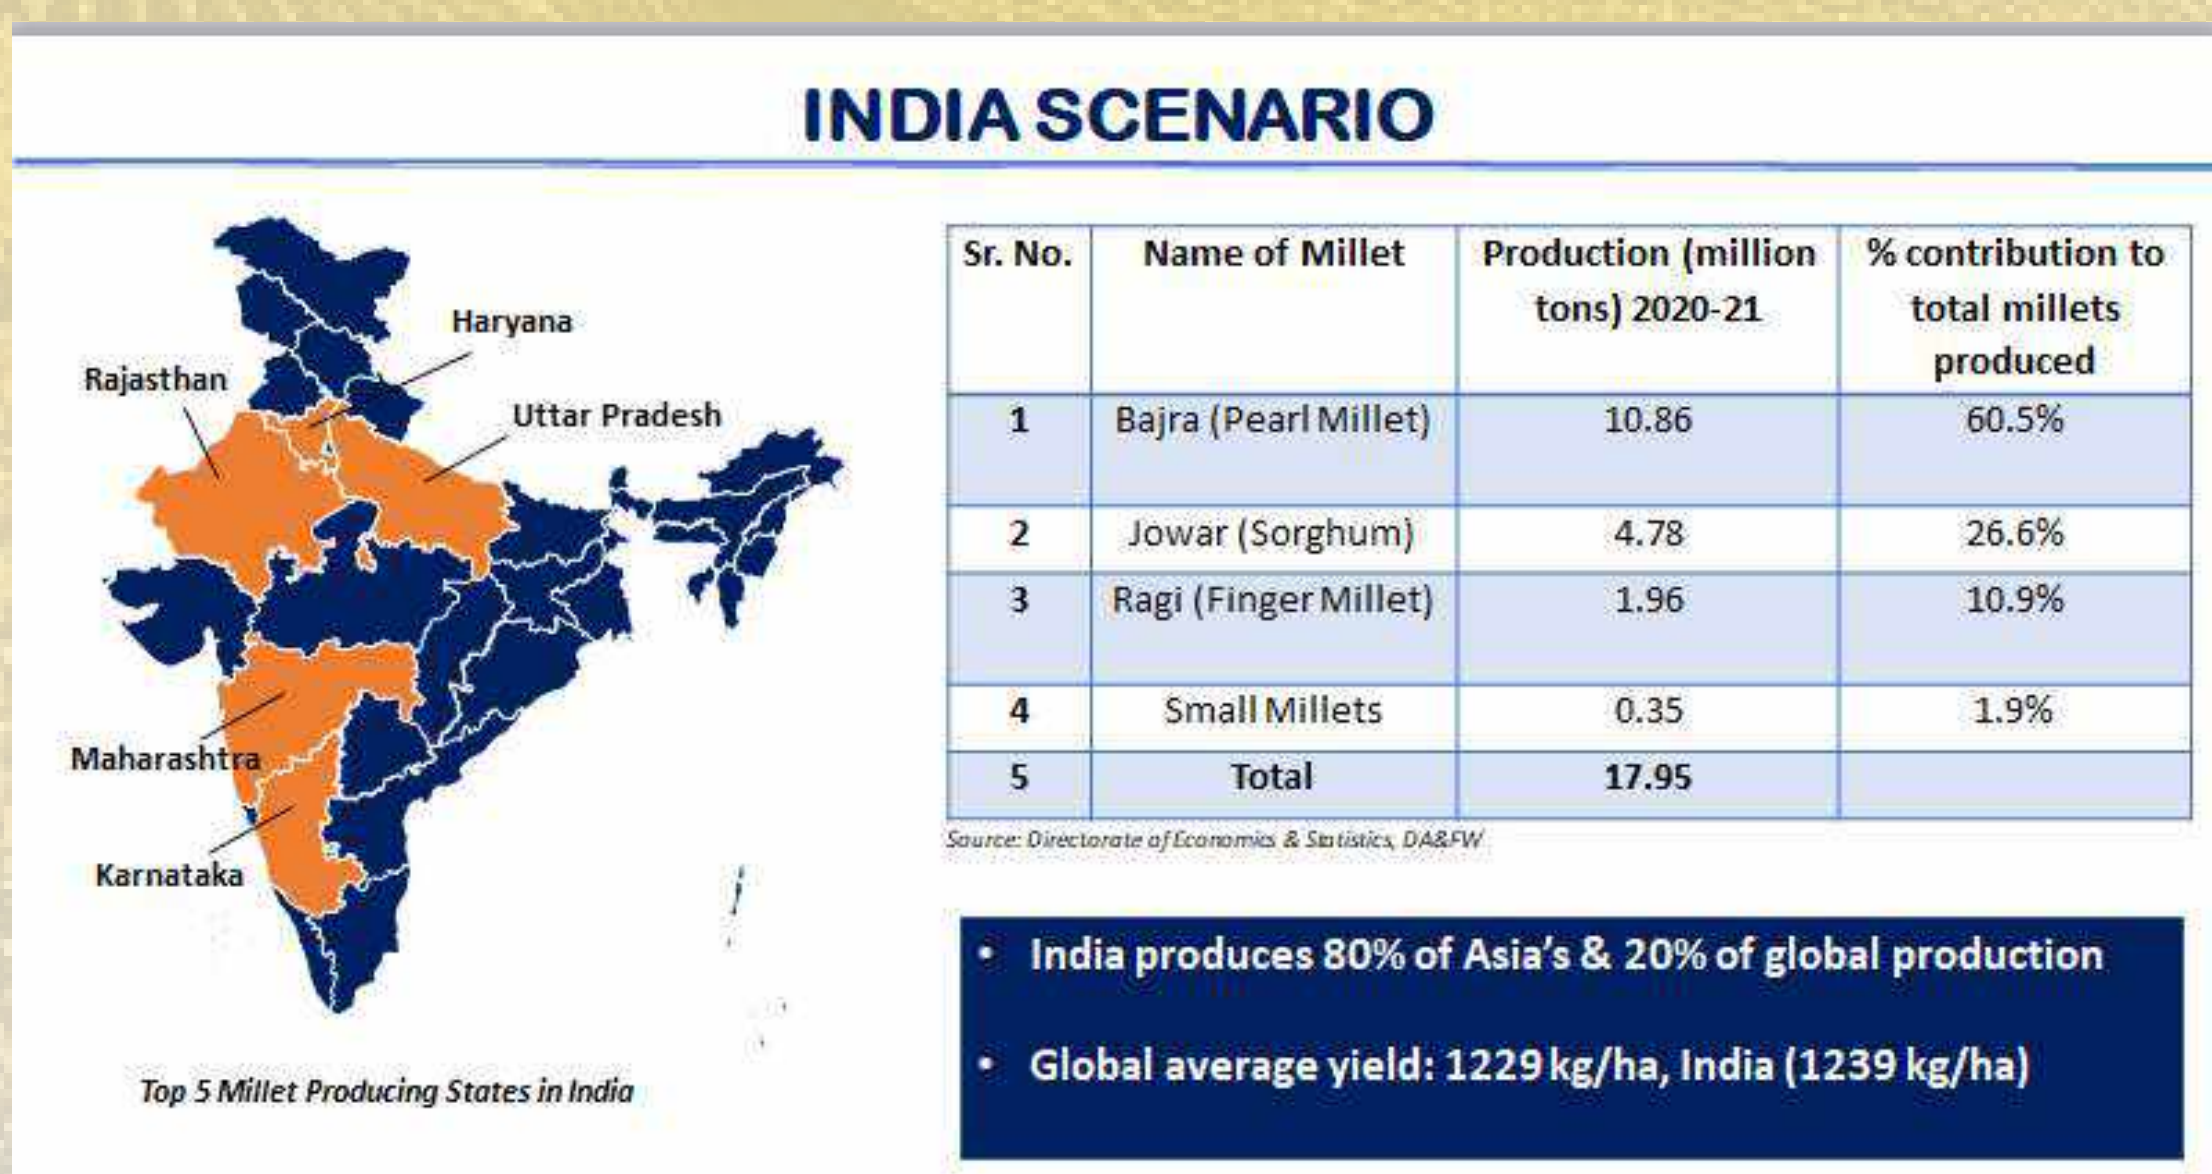 INDIA SCENARIO
Haryana
Rajasthan
Uttar Pradesh
Maharashtra
Karnataka
Top 5 Millet Producing States in India
Sr. No. Name of Millet Production (million tons) 2020-21 % contribution to total millets produced
1 Bajra (Pearl Millet) 10.86 60.5%
2 Jowar (Sorghum) 4.78 26.6%
3 Ragi (Finger Millet) 1.96 10.9%
4 Small Millets 0.35 1.9%
5 Total 17.95
Source: Directorate of Economics & Statistics, DA&FW
• India produces 80% of Asia's & 20% of global production
• Global average yield: 1229 kg/ha, India (1239 kg/ha)